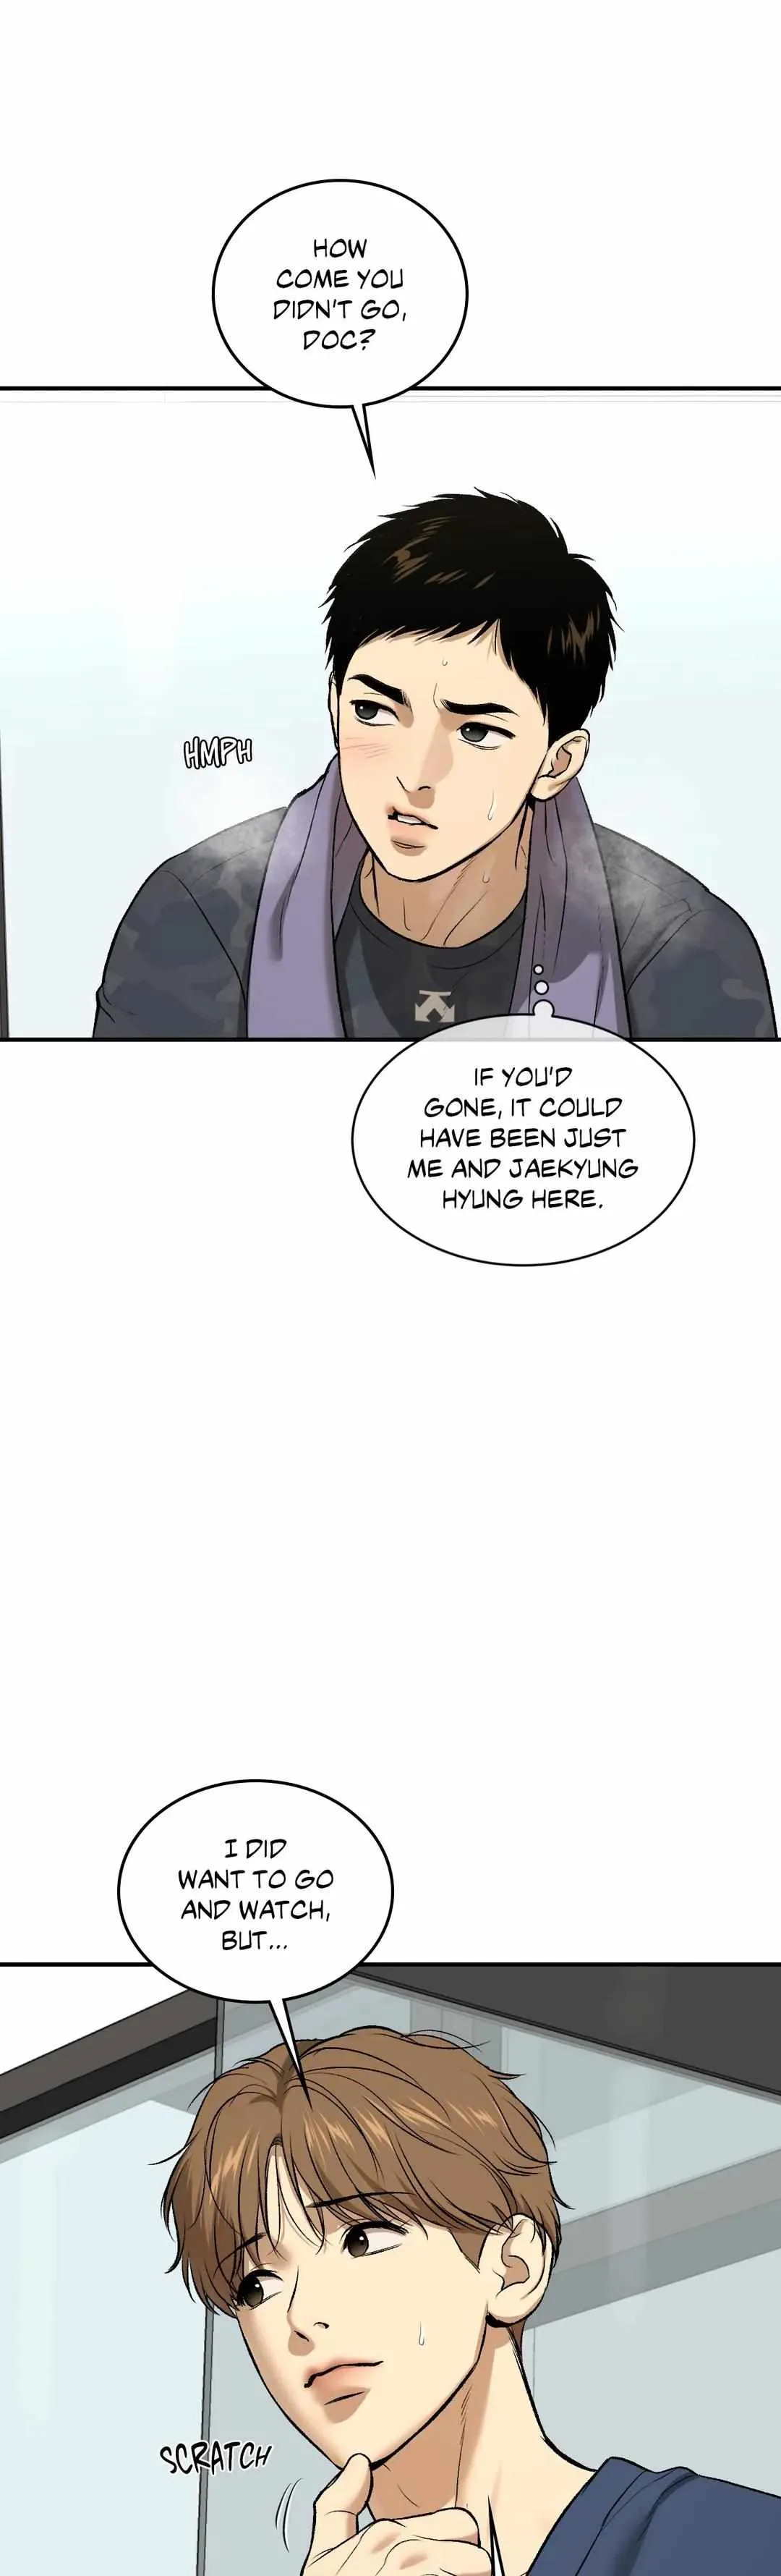 HOW
COME YOU
DIDN'T GO,
DOC?
HMPH
IF YOU'D
GONE, IT COULD
HAVE BEEN JUST
ME AND JAEKYUNG
HYUNG HERE.
I DID
WANT TO GO
AND WATCH,
BUT...
SCRATCH